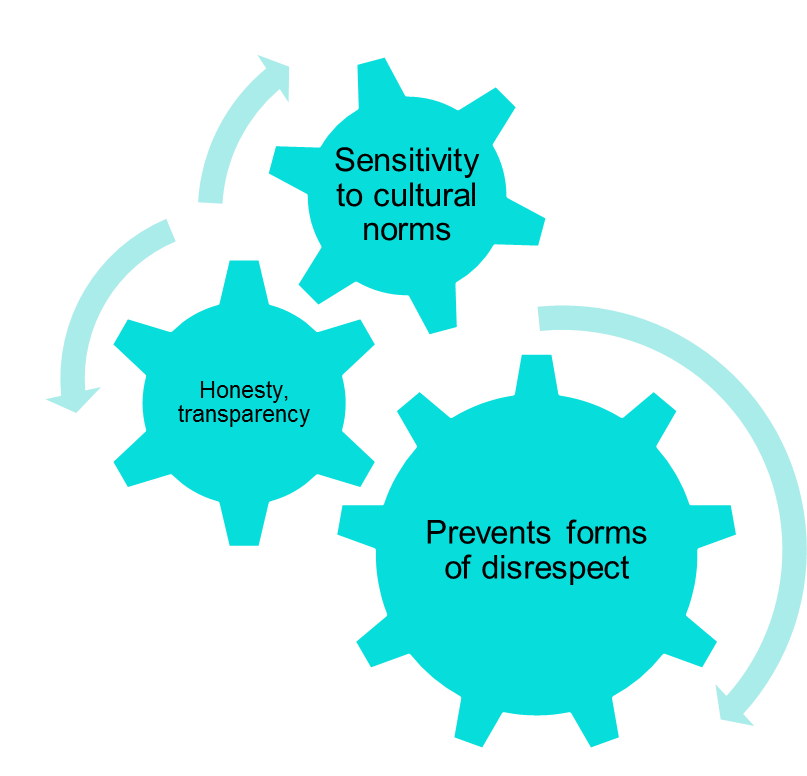 Sensitivity
to cultural
norms
Honesty,
transparency
Prevents forms
of disrespect